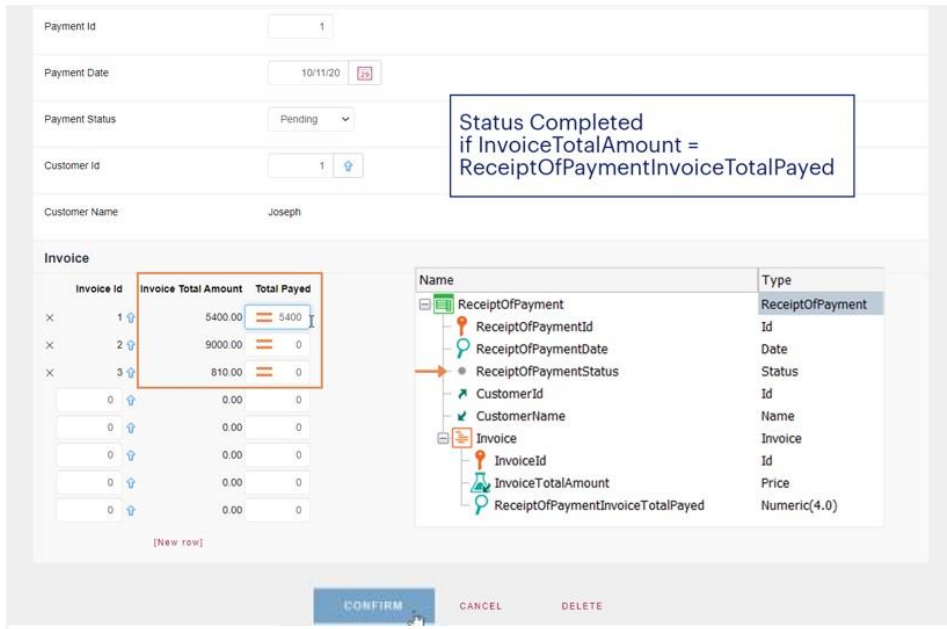 Payment Id 1
Payment Date 10/11/20 29
Payment Status Pending
Customer Id 1
Customer Name Joseph
Status Completed
if InvoiceTotalAmount =
ReceiptOfPaymentInvoiceTotalPayed
Invoice
Invoice Id Invoice Total Amount Total Payed
1 5400.00 5400
2 9000.00 0
3 810.00 0
0 0.00 0
0 0.00 0
0 0.00 0
0 0.00 0
0 0.00 0
[New row]
Name Type
ReceiptOfPayment ReceiptOfPayment
ReceiptOfPaymentId Id
ReceiptOfPaymentDate Date
ReceiptOfPaymentStatus Status
CustomerId Id
CustomerName Name
Invoice Invoice
InvoiceId Id
InvoiceTotalAmount Price
ReceiptOfPaymentInvoiceTotalPayed Numeric(4.0)
CONFIRM CANCEL DELETE